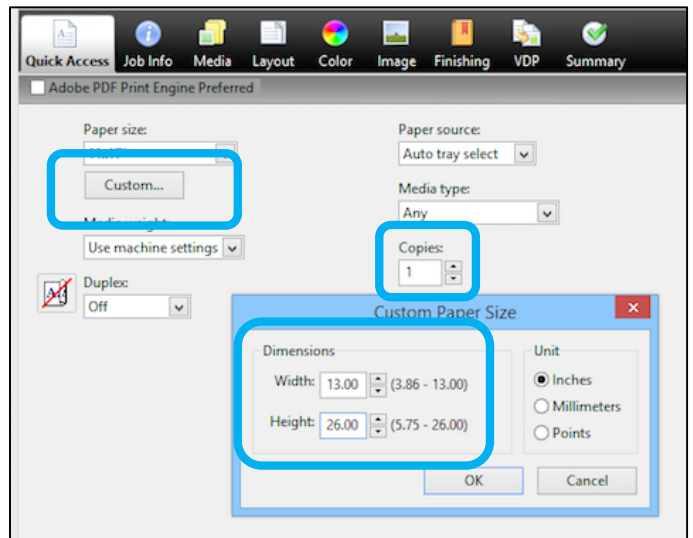 Quick Access Job Info Media Layout Color Image Finishing VDP Summary
Adobe PDF Print Engine Preferred
Paper size:
Paper source:
Auto tray select
Custom...
Media type:
Any
Use machine settings
Copies:
1
Duplex:
Off
Custom Paper Size
Dimensions
Unit
Width: 13.00 (3.86 - 13.00)
Inches
Millimeters
Height: 26.00 (5.75 - 26.00)
Points
OK Cancel